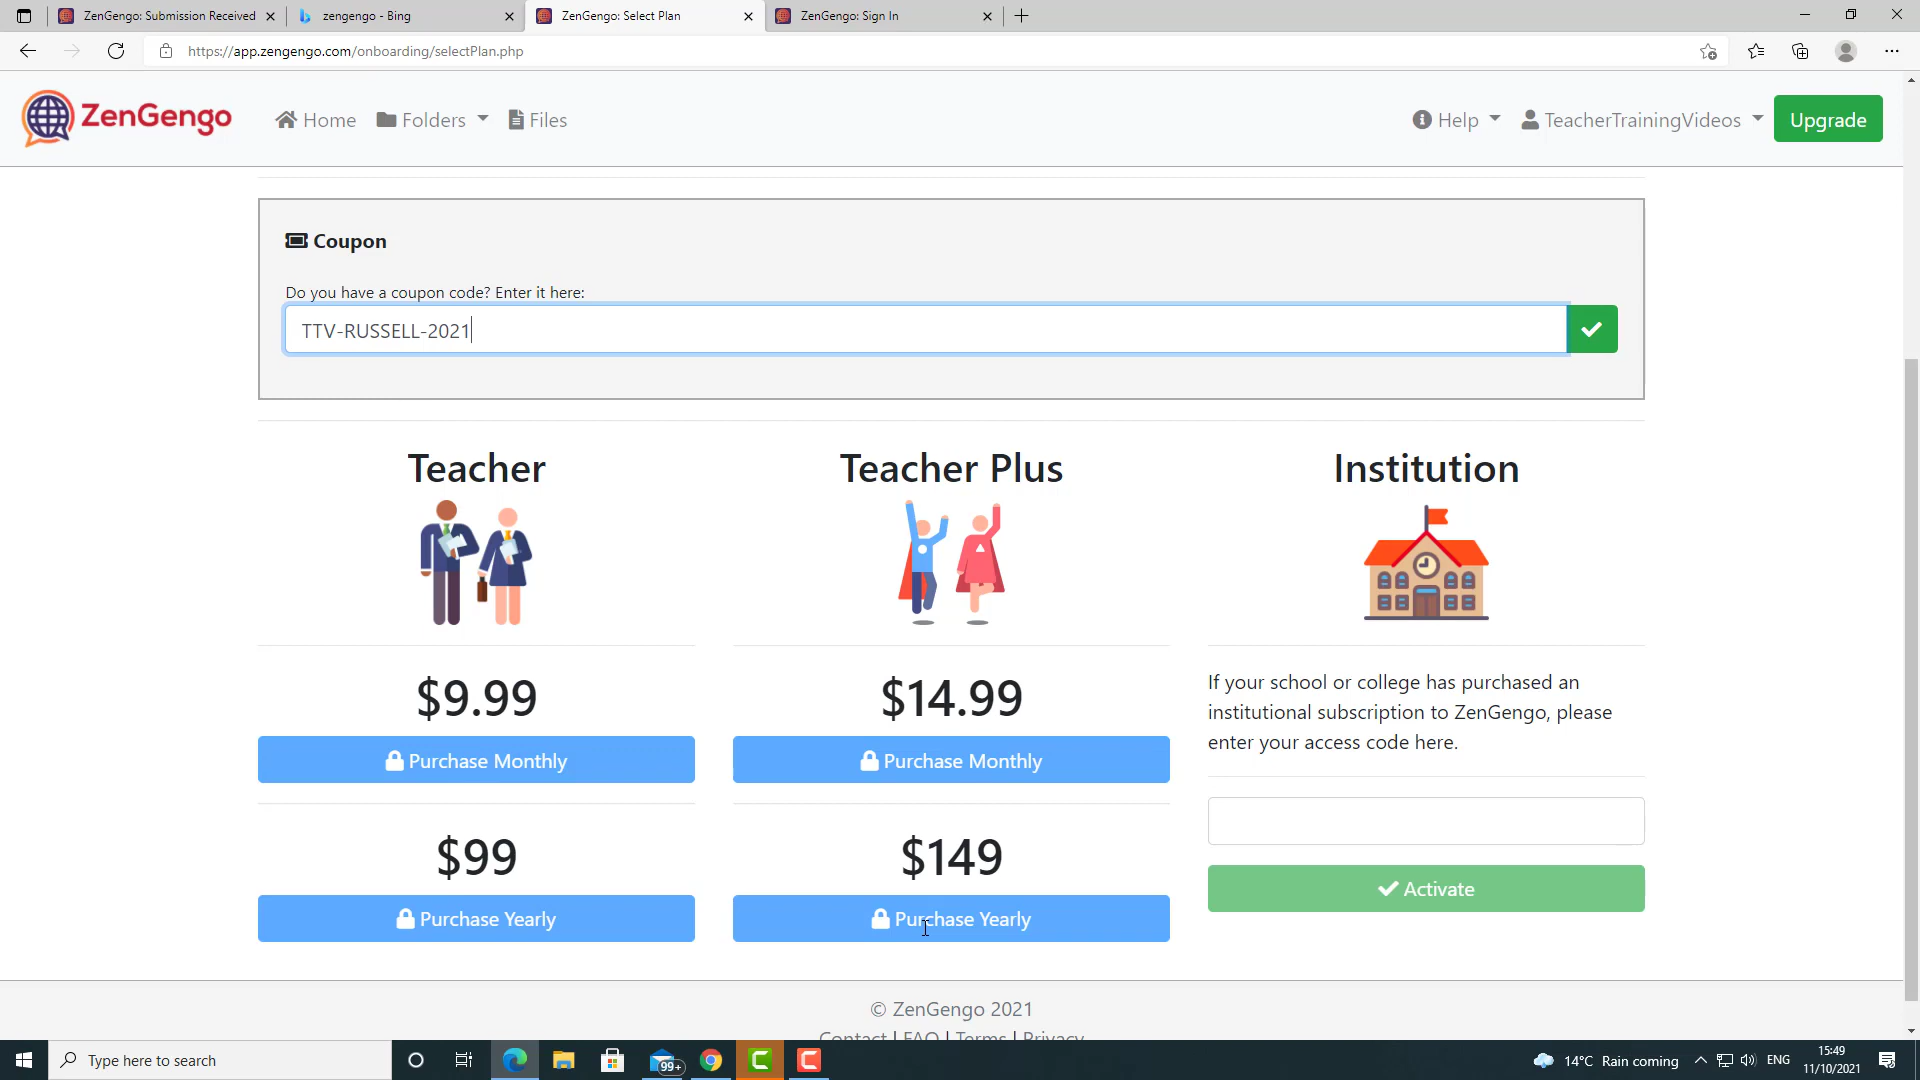 ZenGengo: Submission Received
zengengo - Bing
ZenGengo: Select Plan
ZenGengo: Sign In
https://app.zengengo.com/onboarding/selectPlan.php
ZenGengo
Home
Folders
Files
Help
TeacherTrainingVideos
Upgrade
Coupon
Do you have a coupon code? Enter it here:
TTV-RUSSELL-2021
Teacher
$9.99
Purchase Monthly
$99
Purchase Yearly
Teacher Plus
$14.99
Purchase Monthly
$149
Purchase Yearly
Institution
If your school or college has purchased an
institutional subscription to ZenGengo, please
enter your access code here.
Activate
© ZenGengo 2021
Contact | FAQ | Terms | Privacy
Type here to search
99+
14°C Rain coming
ENG
15:49
11/10/2021